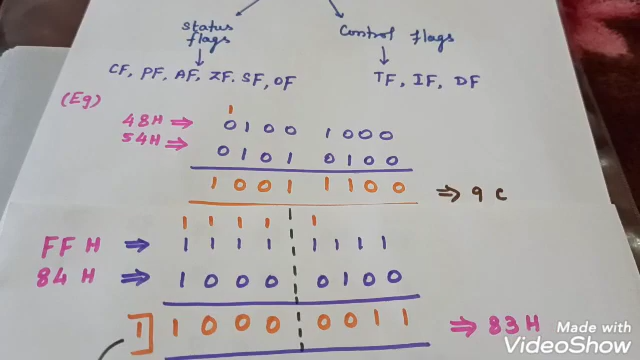 Status flags
Control flags
CF, PF, AF, ZF. SF, OF
TF, IF, DF
(Eg)
1
48H ⇒ 0100 1000
54H ⇒ 0101 0100
1001 1100 ⇒ 9 C
1 1 1 1 1
FF H ⇒ 1111 1111
84 H ⇒ 1000 0100
1 1000 0011 ⇒ 83 H
Made with
VideoShow